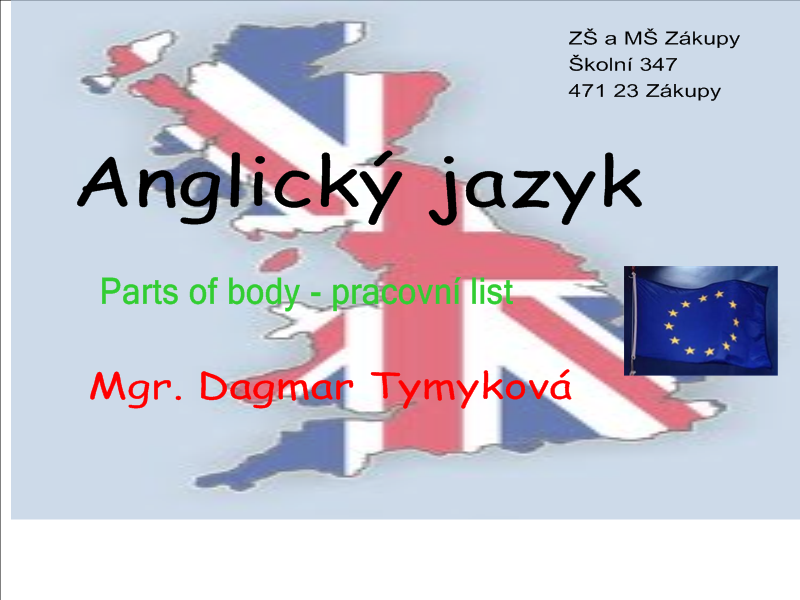 ZŠ a MŠ Zákupy
Školní 347
471 23 Zákupy
Anglický jazyk
Parts of body - pracovní list
Mgr. Dagmar Tymyková